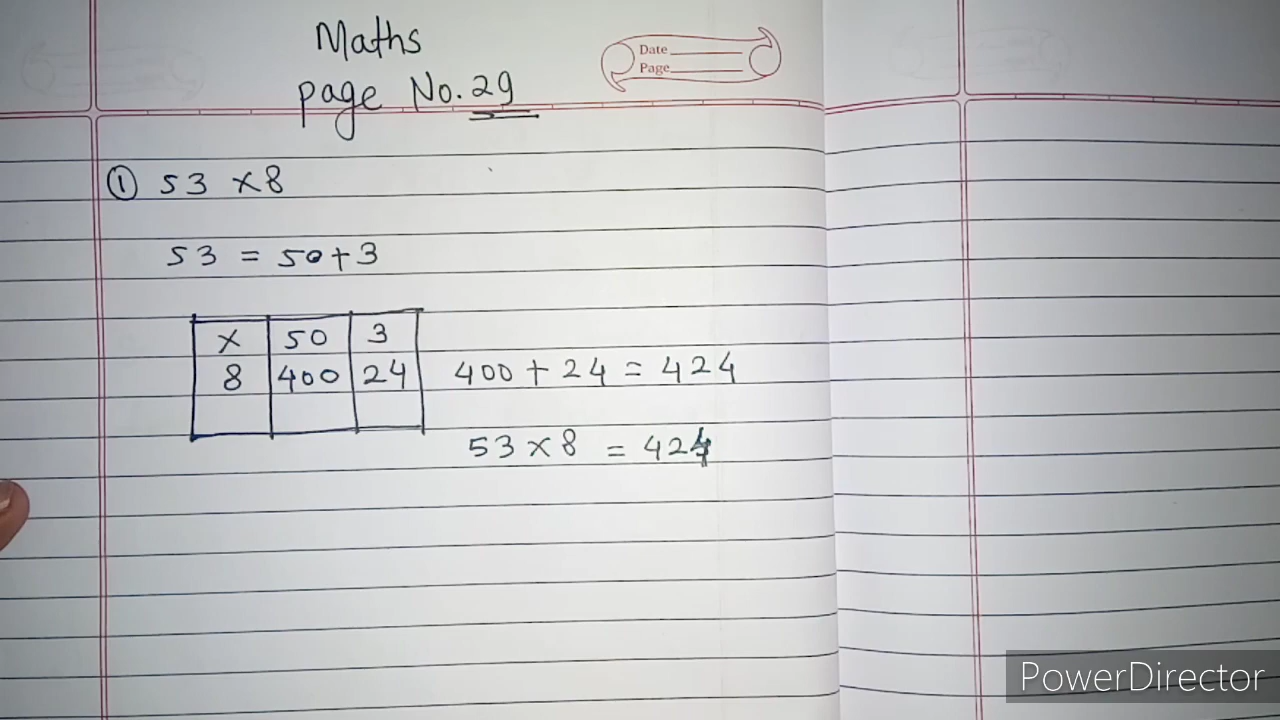 Maths
Date
Page
page No. 29
① 53 × 8
53 = 50 + 3
× 50 3
8 400 24 400 + 24 = 424
53 × 8 = 424
PowerDirector